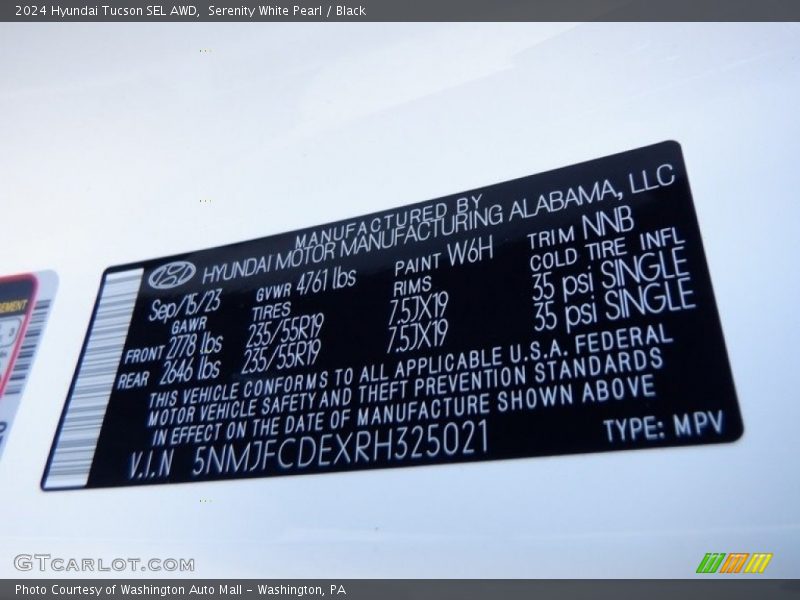 2024 Hyundai Tucson SEL AWD,  Serenity White Pearl / Black
MANUFACTURED BY
HYUNDAI MOTOR MANUFACTURING ALABAMA, LLC
Sep/15/23 GVWR 4761 lbs PAINT W6H TRIM NNB
GAWR TIRES RIMS COLD TIRE INFL
FRONT 2778 lbs 235/55R19 7.5JX19 35 psi SINGLE
REAR 2646 lbs 235/55R19 7.5JX19 35 psi SINGLE
THIS VEHICLE CONFORMS TO ALL APPLICABLE U.S.A. FEDERAL
MOTOR VEHICLE SAFETY AND THEFT PREVENTION STANDARDS
IN EFFECT ON THE DATE OF MANUFACTURE SHOWN ABOVE
V.I.N 5NMJFCDEXRH325021 TYPE: MPV
GTCARLOT.COM
Photo Courtesy of Washington Auto Mall - Washington, PA